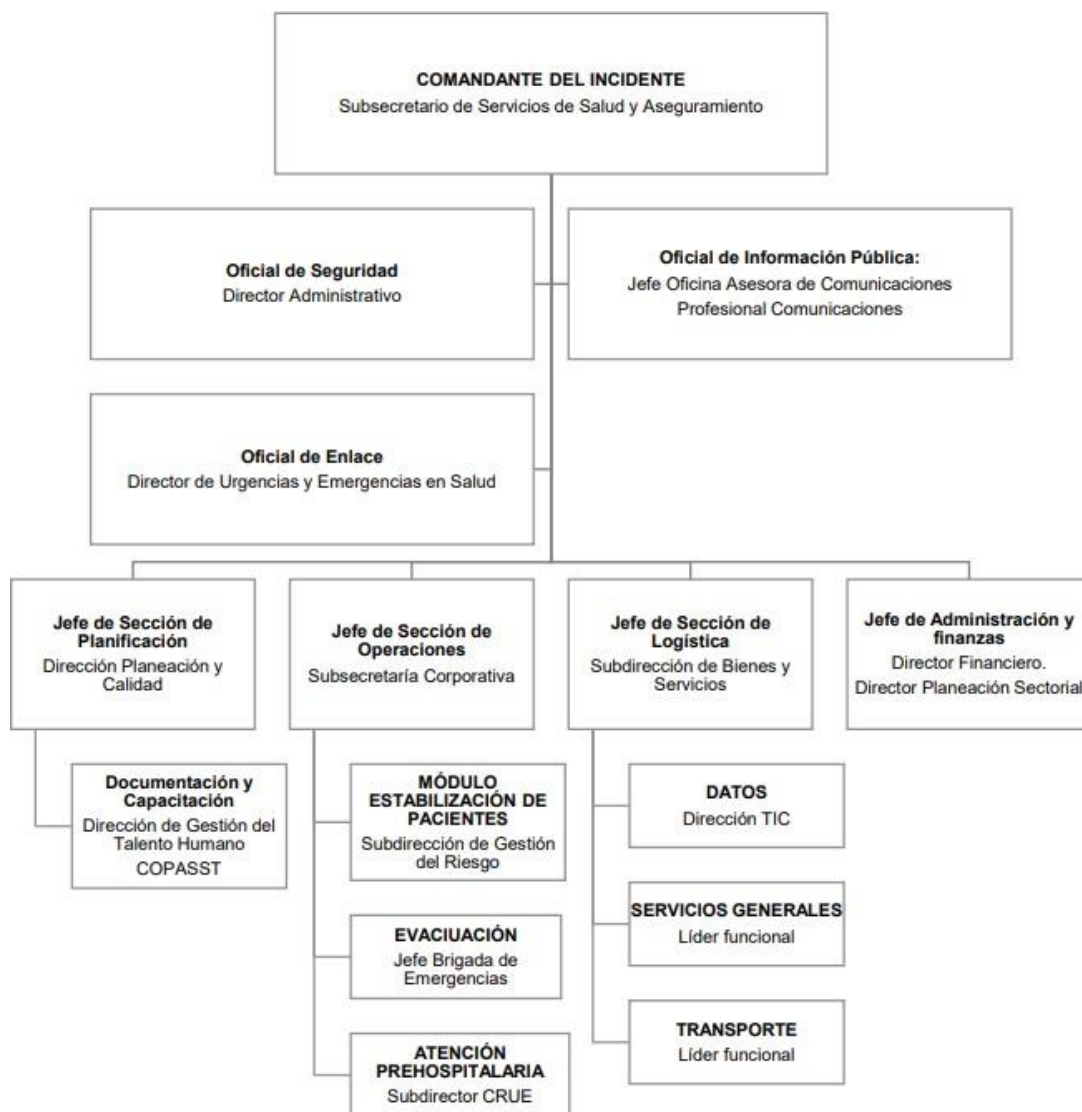 COMANDANTE DEL INCIDENTE
Subsecretario de Servicios de Salud y Aseguramiento
Oficial de Seguridad
Director Administrativo
Oficial de Información Pública:
Jefe Oficina Asesora de Comunicaciones
Profesional Comunicaciones
Oficial de Enlace
Director de Urgencias y Emergencias en Salud
Jefe de Sección de
Planificación
Dirección Planeación y
Calidad
Jefe de Sección de
Operaciones
Subsecretaría Corporativa
Jefe de Sección de
Logística
Subdirección de Bienes y
Servicios
Jefe de Administración y
finanzas
Director Financiero.
Director Planeación Sectorial
Documentación y
Capacitación
Dirección de Gestión del
Talento Humano
COPASST
MÓDULO
ESTABILIZACIÓN DE
PACIENTES
Subdirección de Gestión
del Riesgo
EVACIUACIÓN
Jefe Brigada de
Emergencias
ATENCIÓN
PREHOSPITALARIA
Subdirector CRUE
DATOS
Dirección TIC
SERVICIOS GENERALES
Líder funcional
TRANSPORTE
Líder funcional